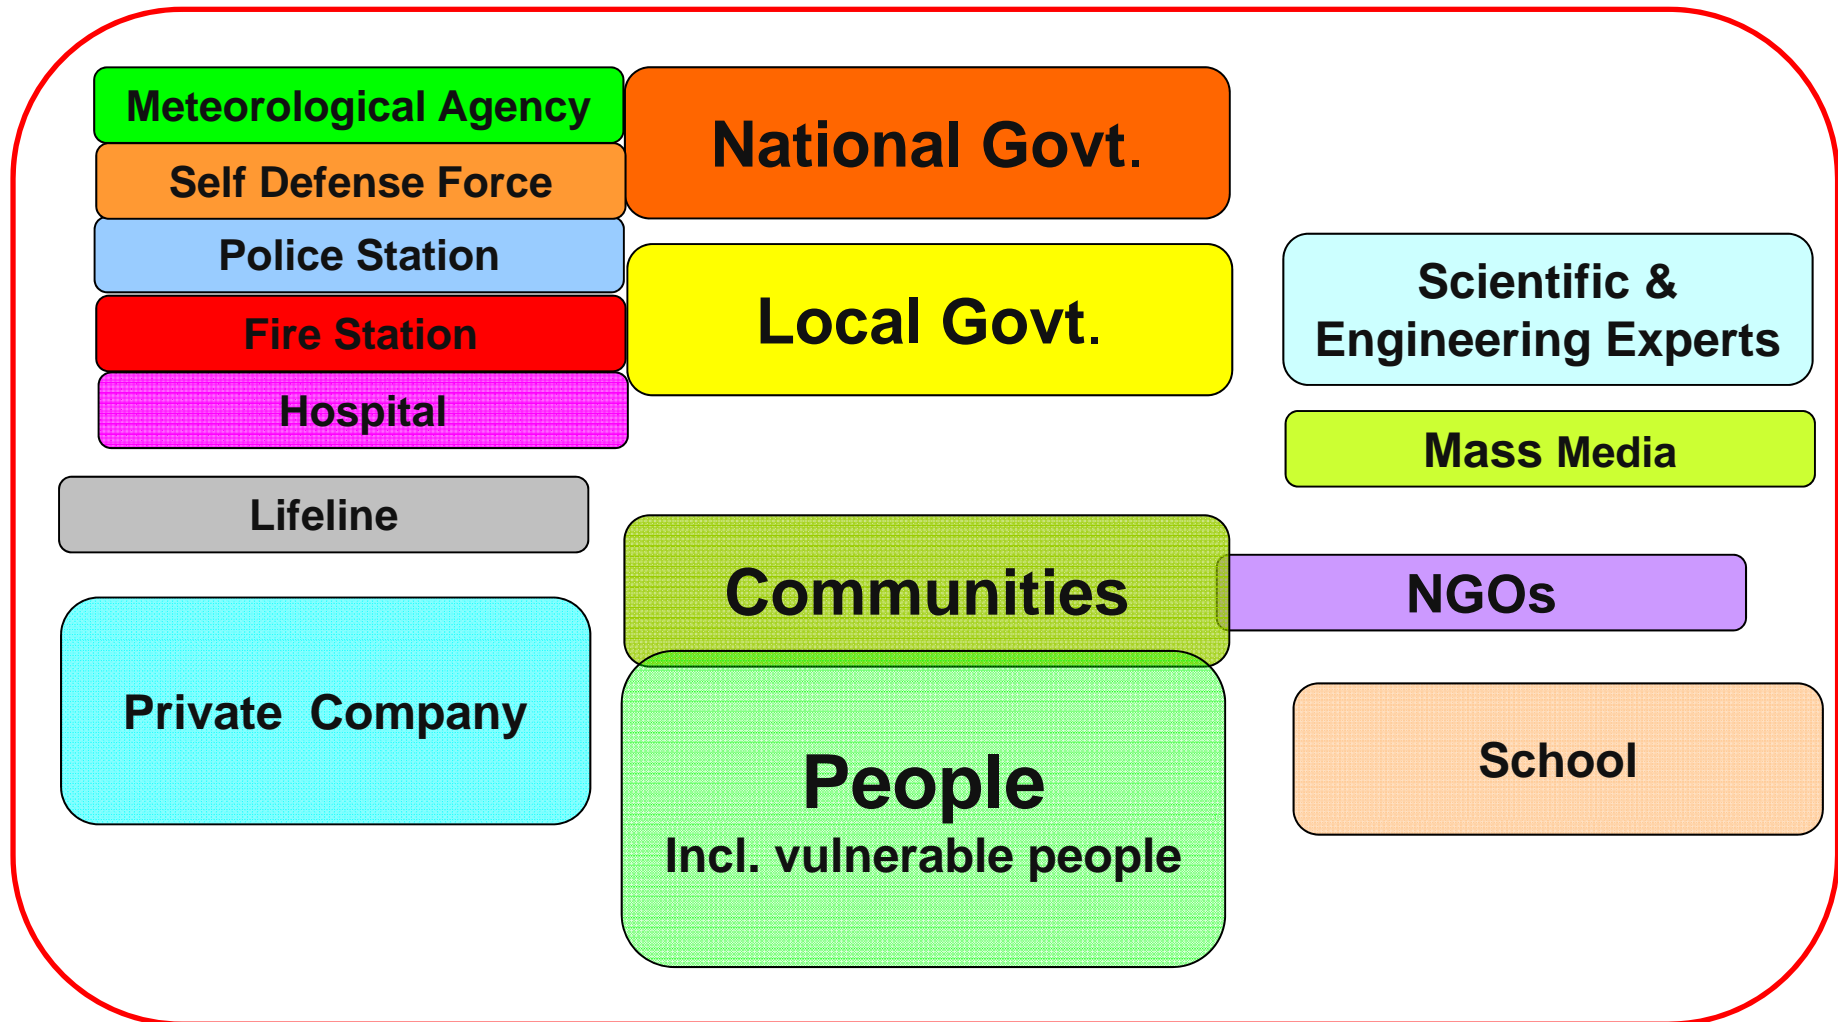 Meteorological Agency
National Govt.
Self Defense Force
Police Station
Scientific &
Engineering Experts
Local Govt.
Fire Station
Hospital
Mass Media
Lifeline
Communities
NGOs
Private  Company
School
People
Incl. vulnerable people